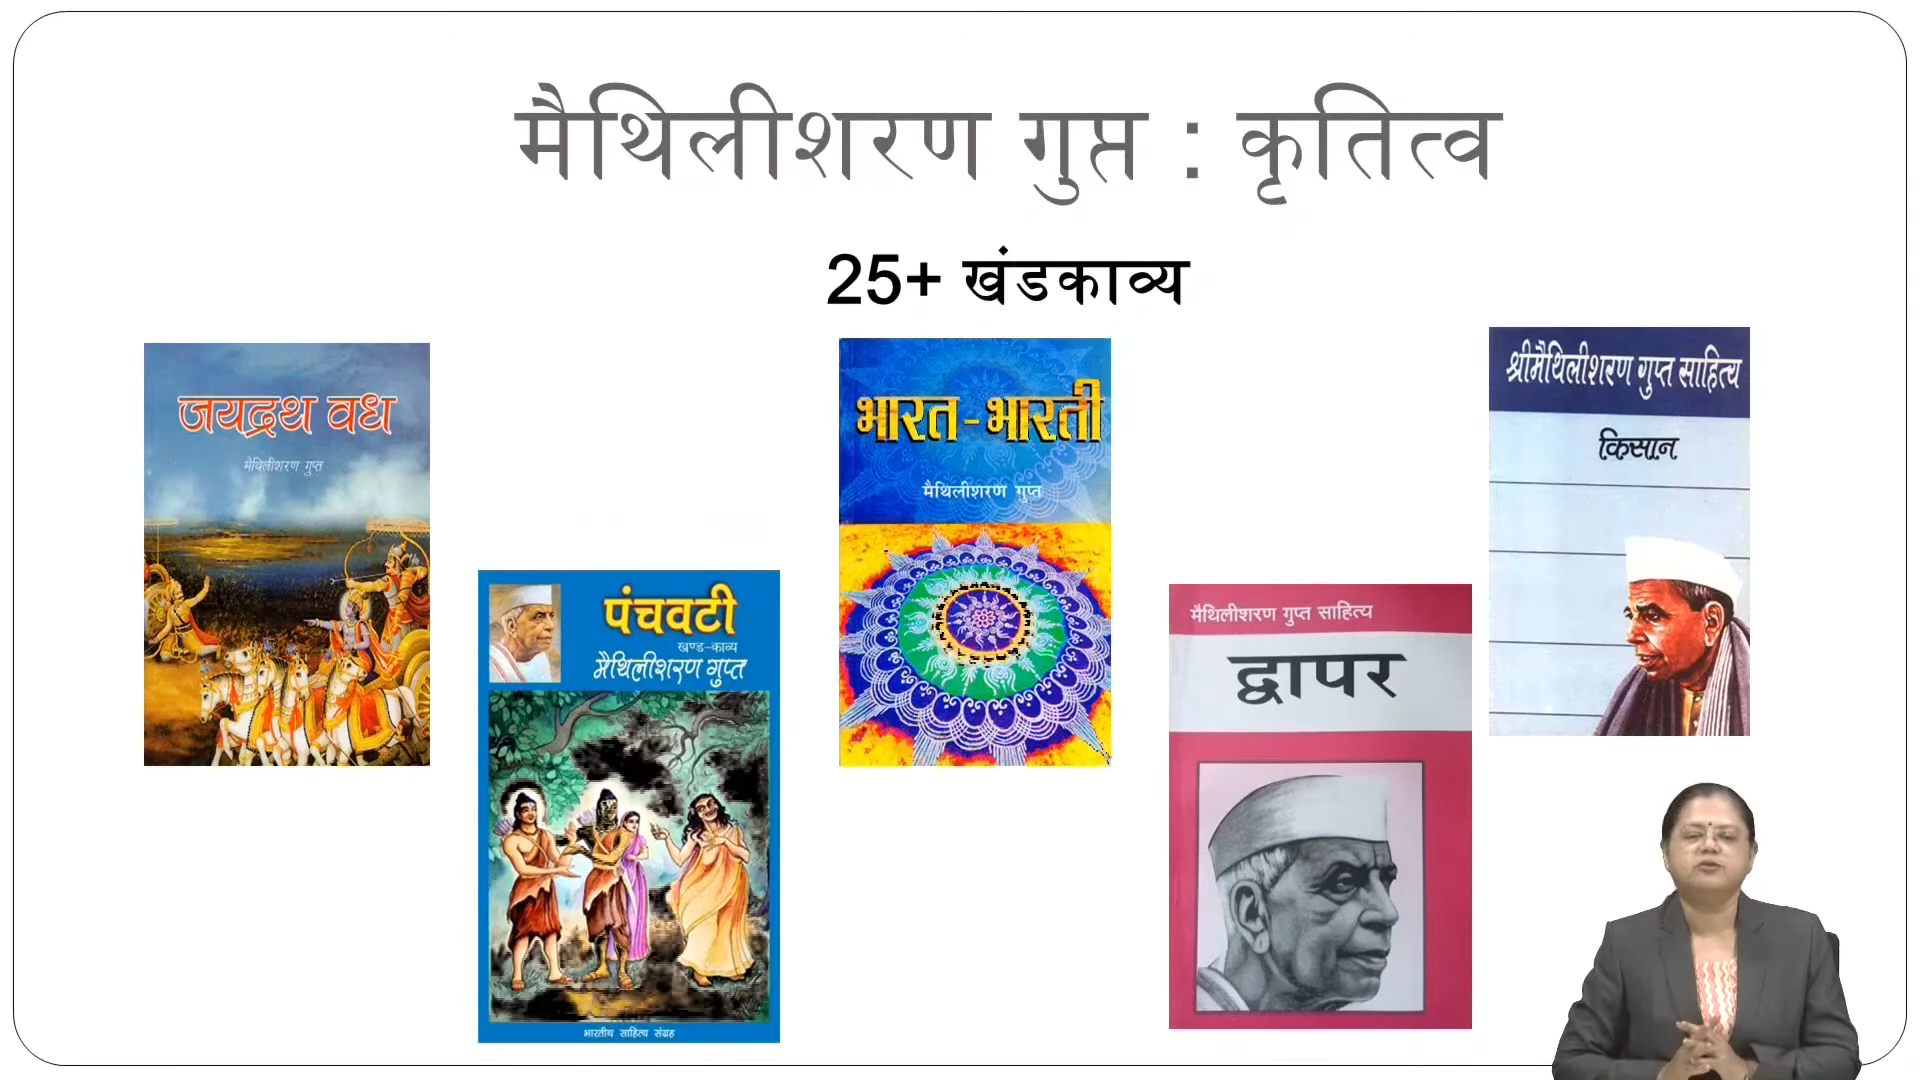 मैथिलीशरण गुप्त : कृतित्व
25+ खंडकाव्य
जयद्रथ वध
मैथिलीशरण गुप्त
पंचवटी
खण्ड-काव्य
मैथिलीशरण गुप्त
भारतीय साहित्य संग्रह
भारत-भारती
मैथिलीशरण गुप्त
मैथिलीशरण गुप्त साहित्य
द्वापर
श्रीमैथिलीशरण गुप्त साहित्य
किसान